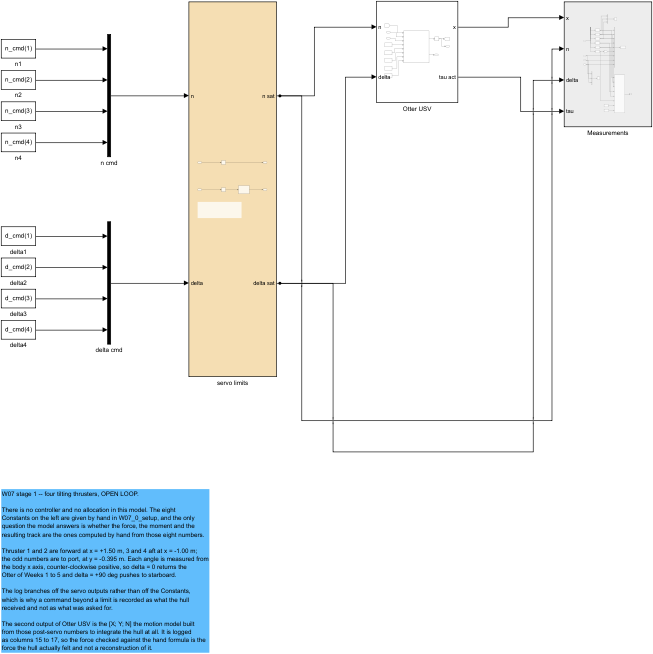 n_cmd(1)
n1
n_cmd(2)
n2
n_cmd(3)
n3
n_cmd(4)
n4
n cmd
d_cmd(1)
delta1
d_cmd(2)
delta2
d_cmd(3)
delta3
d_cmd(4)
delta4
delta cmd
n
n sat
delta
delta sat
servo limits
n
x
delta
tau act
Otter USV
x
n
delta
tau
Measurements
W07 stage 1 -- four tilting thrusters, OPEN LOOP.
There is no controller and no allocation in this model. The eight
Constants on the left are given by hand in W07_0_setup, and the only
question the model answers is whether the force, the moment and the
resulting track are the ones computed by hand from those eight numbers.
Thruster 1 and 2 are forward at x = +1.50 m, 3 and 4 aft at x = -1.00 m;
the odd numbers are to port, at y = -0.395 m. Each angle is measured from
the body x axis, counter-clockwise positive, so delta = 0 returns the
Otter of Weeks 1 to 5 and delta = +90 deg pushes to starboard.
The log branches off the servo outputs rather than off the Constants,
which is why a command beyond a limit is recorded as what the hull
received and not as what was asked for.
The second output of Otter USV is the [X; Y; N] the motion model built
from those post-servo numbers to integrate the hull at all. It is logged
as columns 15 to 17, so the force checked against the hand formula is the
force the hull actually felt and not a reconstruction of it.